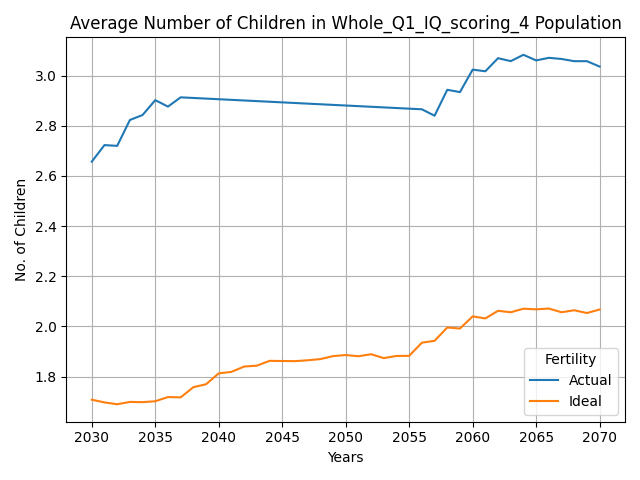 Average Number of Children in Whole_Q1_IQ_scoring_4 Population
No. of Children
3.0
2.8
2.6
2.4
2.2
2.0
1.8
Fertility
Actual
Ideal
2030 2035 2040 2045 2050 2055 2060 2065 2070
Years